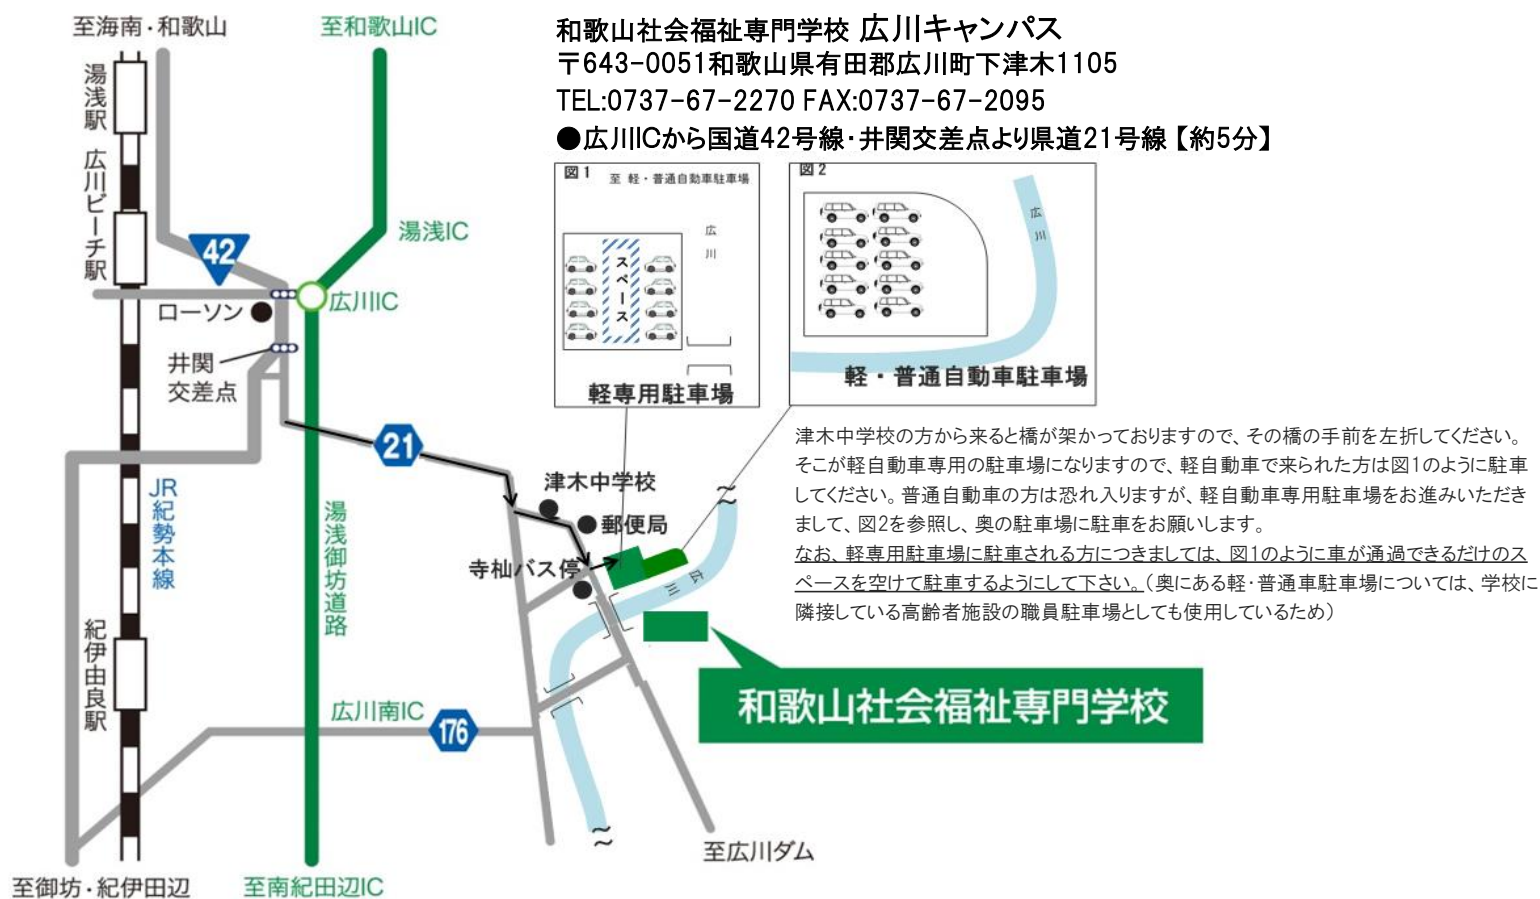 和歌山社会福祉専門学校 広川キャンパス
〒643-0051和歌山県有田郡広川町下津木1105
TEL:0737-67-2270 FAX:0737-67-2095
●広川ICから国道42号線・井関交差点より県道21号線【約5分】
至海南・和歌山
至和歌山IC
湯浅駅
広川ビーチ駅
湯浅IC
42
広川IC
ローソン
井関
交差点
21
JR紀勢本線
湯浅御坊道路
紀伊由良駅
広川南IC
176
至御坊・紀伊田辺
至南紀田辺IC
津木中学校
郵便局
寺杣バス停
広川
至広川ダム
和歌山社会福祉専門学校
図1
至 軽・普通自動車駐車場
広川
スペース
軽専用駐車場
図2
広川
軽・普通自動車駐車場
津木中学校の方から来ると橋が架かっておりますので、その橋の手前を左折してください。
そこが軽自動車専用の駐車場になりますので、軽自動車で来られた方は図1のように駐車
してください。普通自動車の方は恐れ入りますが、軽自動車専用駐車場をお進みいただき
まして、図2を参照し、奥の駐車場に駐車をお願いします。
なお、軽専用駐車場に駐車される方につきましては、図1のように車が通過できるだけのス
ペースを空けて駐車するようにして下さい。(奥にある軽・普通車駐車場については、学校に
隣接している高齢者施設の職員駐車場としても使用しているため)